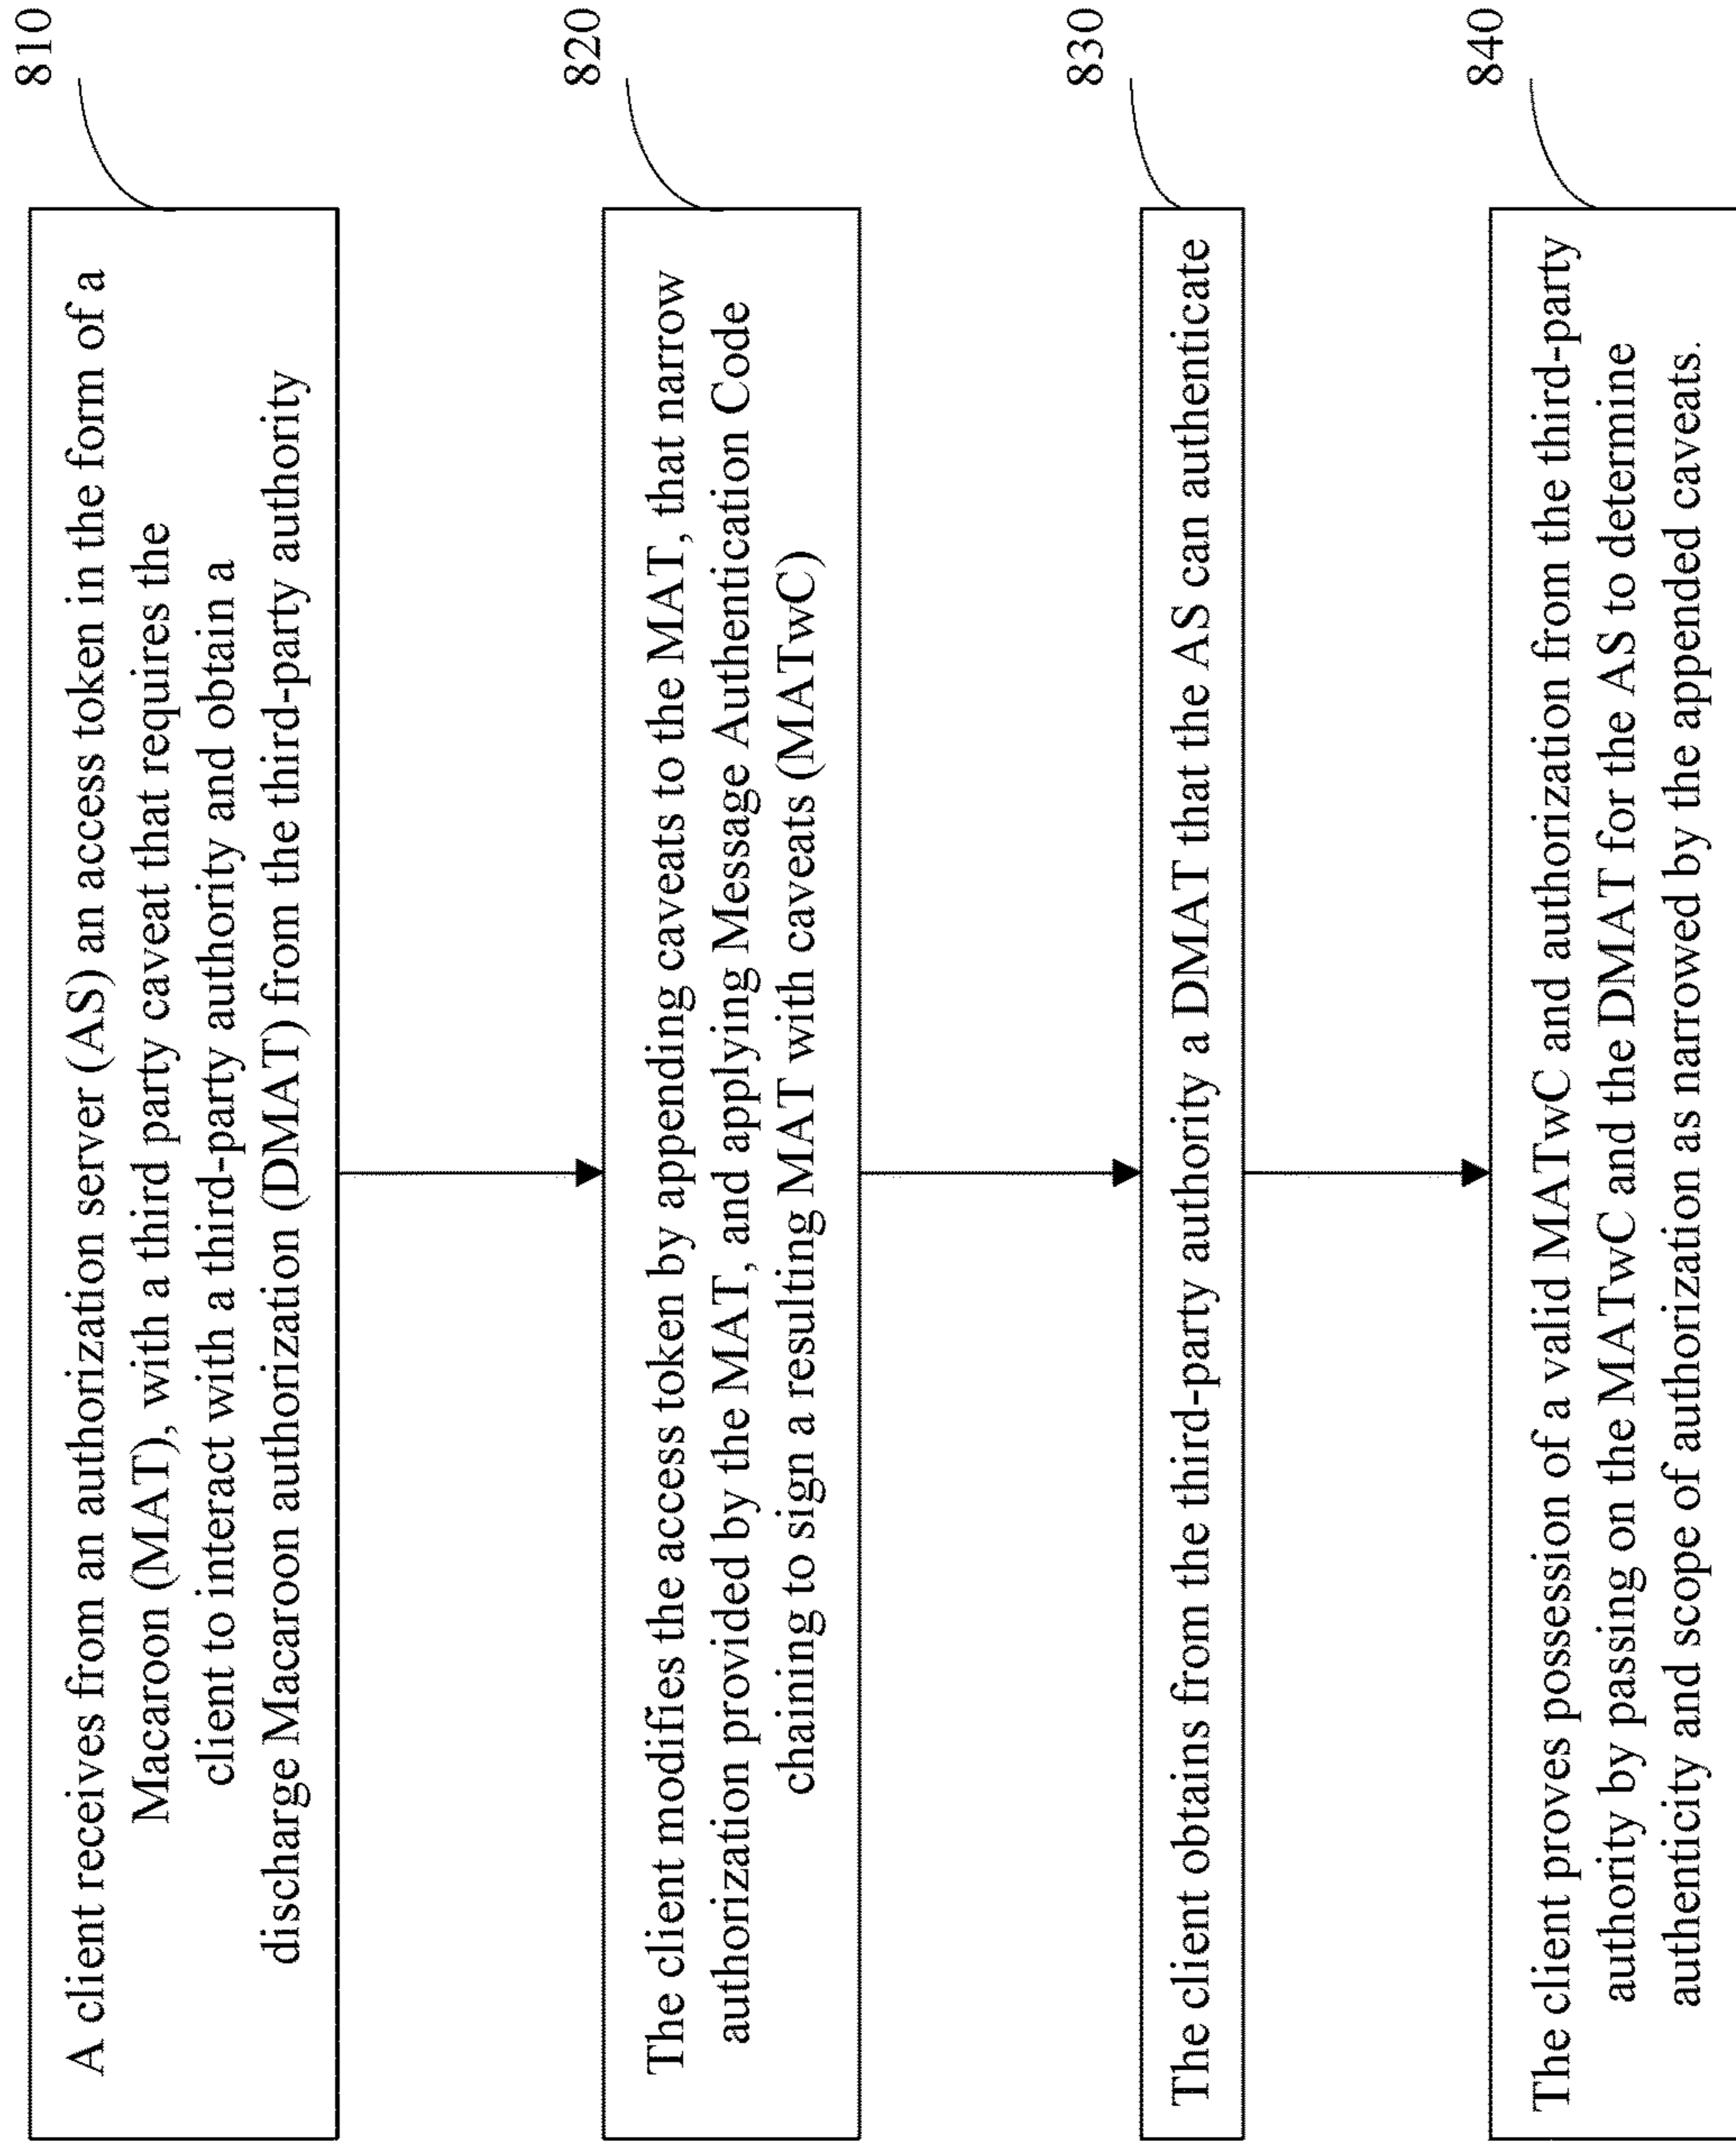 810
A client receives from an authorization server (AS) an access token in the form of a
Macaroon (MAT), with a third party caveat that requires the
client to interact with a third-party authority and obtain a
discharge Macaroon authorization (DMAT) from the third-party authority
820
The client modifies the access token by appending caveats to the MAT, that narrow
authorization provided by the MAT, and applying Message Authentication Code
chaining to sign a resulting MAT with caveats (MATwC)
830
The client obtains from the third-party authority a DMAT that the AS can authenticate
840
The client proves possession of a valid MATwC and authorization from the third-party
authority by passing on the MATwC and the DMAT for the AS to determine
authenticity and scope of authorization as narrowed by the appended caveats.